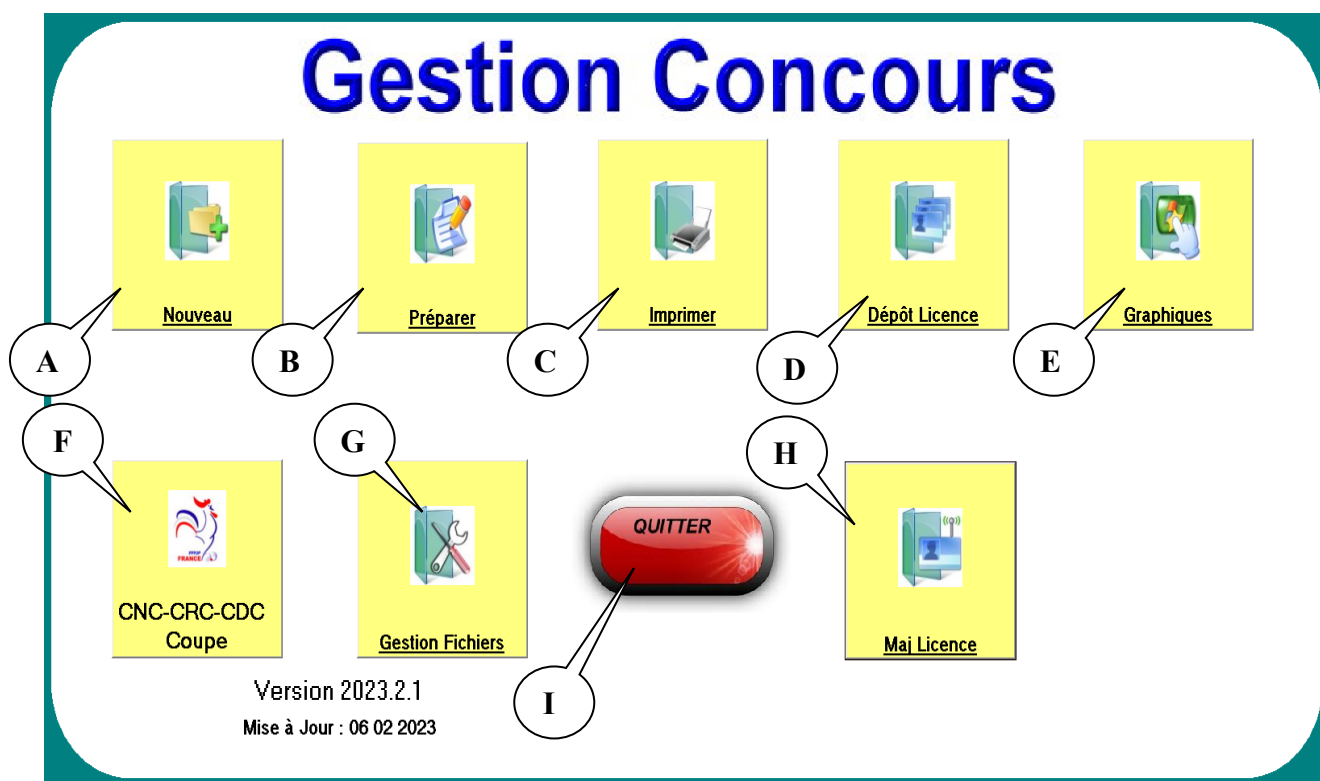 Gestion Concours
Nouveau
Préparer
Imprimer
Dépôt Licence
Graphiques
A
B
C
D
E
F
G
H
FRANCE
CNC-CRC-CDC
Coupe
Gestion Fichiers
QUITTER
Maj Licence
I
Version 2023.2.1
Mise à Jour : 06 02 2023